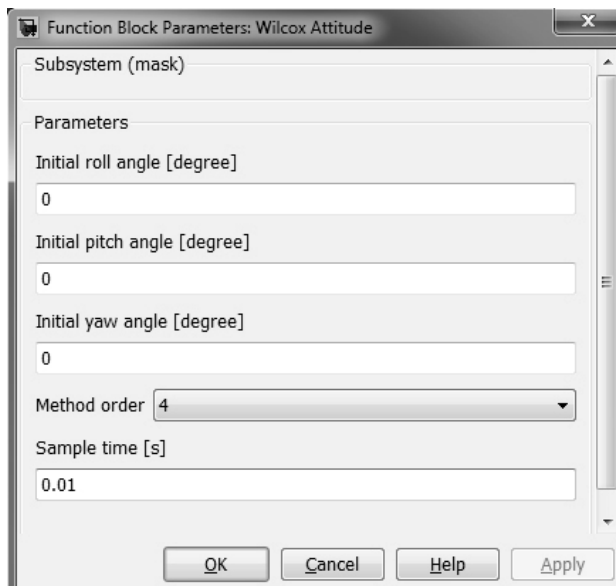 Function Block Parameters: Wilcox Attitude
Subsystem (mask)
Parameters
Initial roll angle [degree]
0
Initial pitch angle [degree]
0
Initial yaw angle [degree]
0
Method order 4
Sample time [s]
0.01
OK Cancel Help Apply